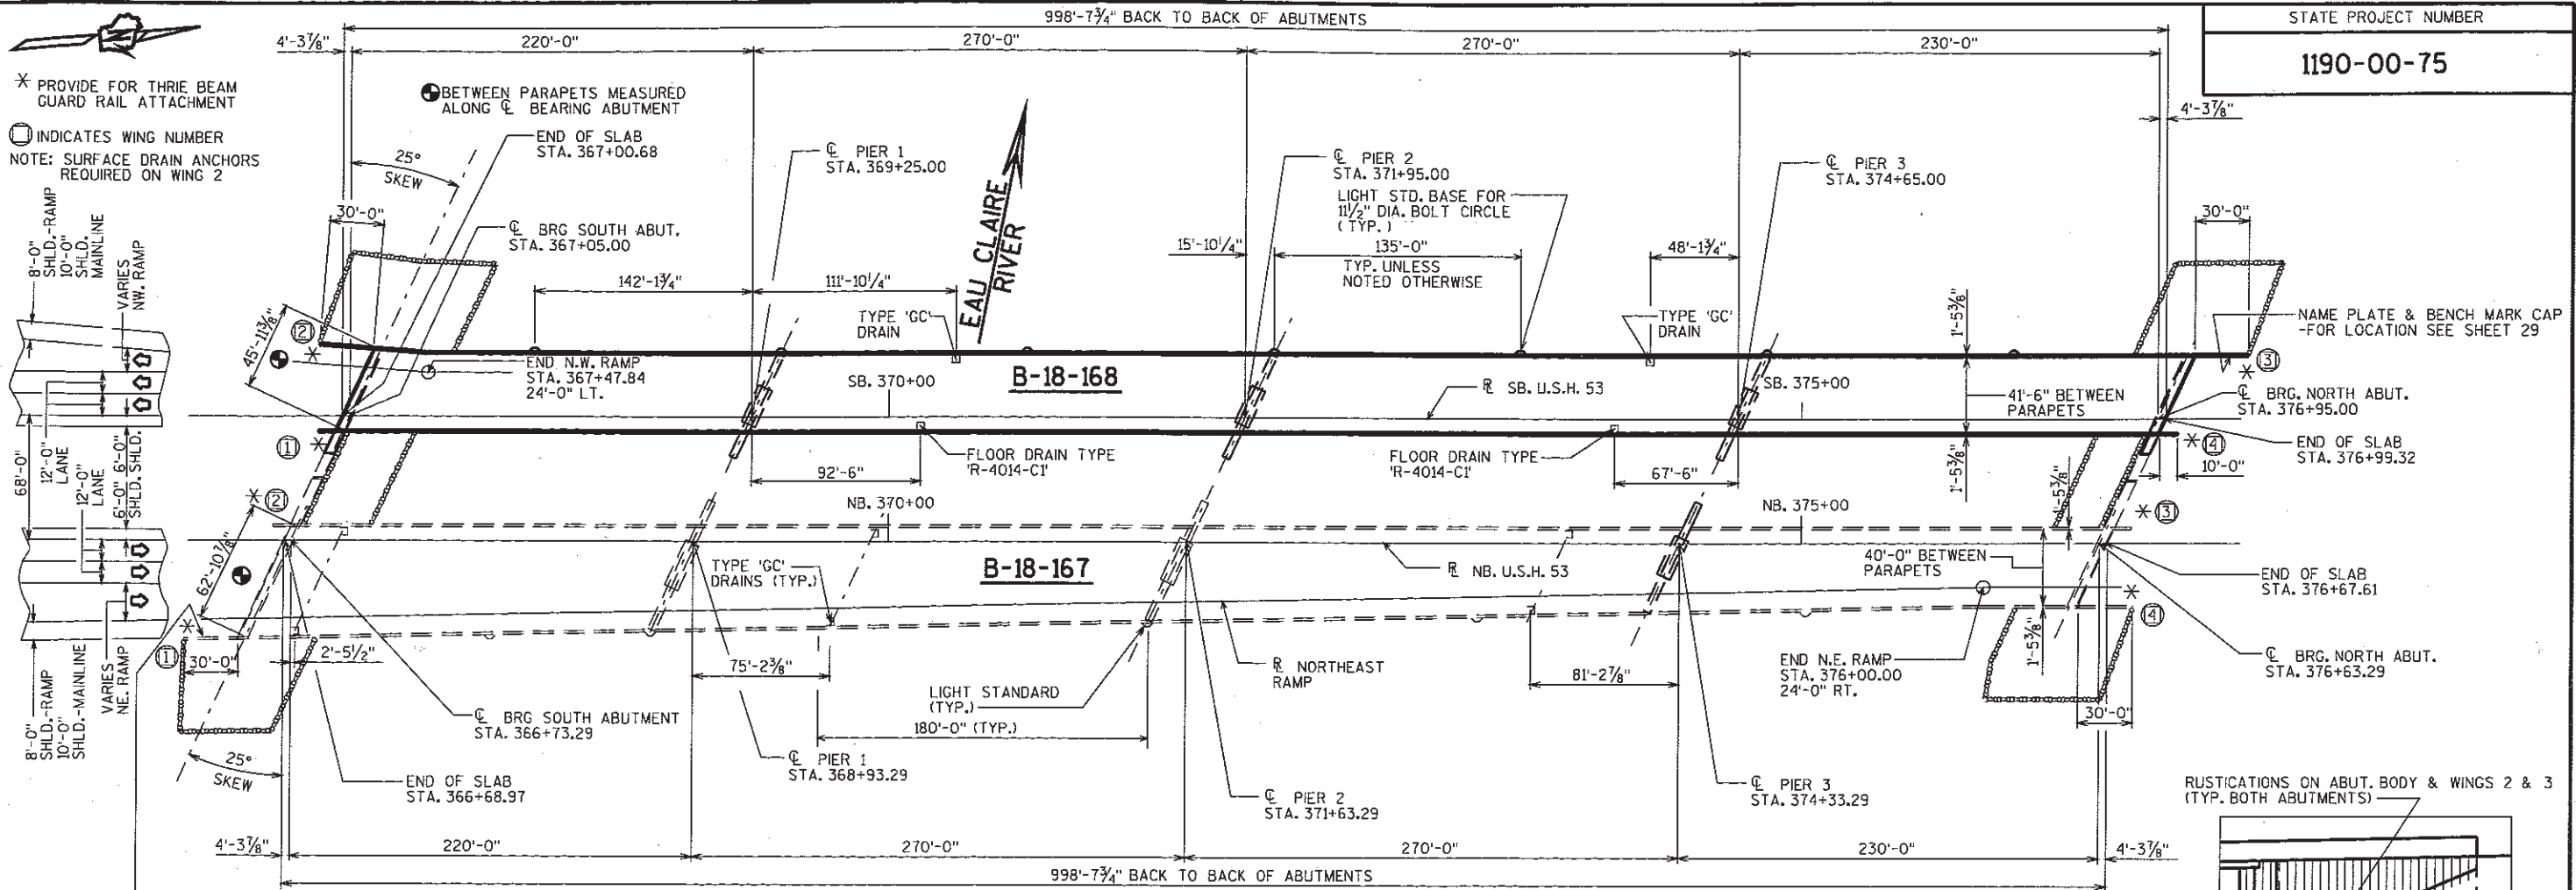 998'-7¾" BACK TO BACK OF ABUTMENTS
STATE PROJECT NUMBER
1190-00-75
4'-3⅞"
220'-0"
270'-0"
270'-0"
230'-0"
4'-3⅞"
N
* PROVIDE FOR THRIE BEAM
GUARD RAIL ATTACHMENT
INDICATES WING NUMBER
NOTE: SURFACE DRAIN ANCHORS
REQUIRED ON WING 2
BETWEEN PARAPETS MEASURED
ALONG ℄ BEARING ABUTMENT
END OF SLAB
STA. 367+00.68
25°
SKEW
30'-0"
℄ BRG SOUTH ABUT.
STA. 367+05.00
℄ PIER 1
STA. 369+25.00
EAU CLAIRE
RIVER
℄ PIER 2
STA. 371+95.00
LIGHT STD. BASE FOR
11½" DIA. BOLT CIRCLE
(TYP.)
℄ PIER 3
STA. 374+65.00
30'-0"
142'-1¾"
111'-10¼"
15'-10¼"
135'-0"
TYP. UNLESS
NOTED OTHERWISE
48'-1¾"
TYPE 'GC'
DRAIN
TYPE 'GC'
DRAIN
1'-5⅜"
NAME PLATE & BENCH MARK CAP
-FOR LOCATION SEE SHEET 29
8'-0"
SHLD.-RAMP
10'-0"
SHLD.
MAINLINE
VARIES
NW. RAMP
45'-11⅜"
2
*
3
*
END N.W. RAMP
STA. 367+47.84
24'-0" LT.
SB. 370+00
B-18-168
℞ SB. U.S.H. 53
SB. 375+00
41'-6" BETWEEN
PARAPETS
℄ BRG. NORTH ABUT.
STA. 376+95.00
END OF SLAB
STA. 376+99.32
1
*
* 4
10'-0"
FLOOR DRAIN TYPE
'R-4014-C1'
92'-6"
FLOOR DRAIN TYPE
'R-4014-C1'
67'-6"
1'-5⅜"
68'-0"
12'-0"
LANE
12'-0"
LANE
6'-0" 6'-0"
SHLD. SHLD.
* 2
NB. 370+00
NB. 375+00
1'-5⅜"
* 3
62'-10⅞"
TYPE 'GC'
DRAINS (TYP.)
B-18-167
℞ NB. U.S.H. 53
40'-0" BETWEEN
PARAPETS
END OF SLAB
STA. 376+67.61
*
4
*
1
30'-0"
2'-5½"
75'-2⅜"
℞ NORTHEAST
RAMP
81'-2⅞"
END N.E. RAMP
STA. 376+00.00
24'-0" RT.
1'-5⅜"
℄ BRG. NORTH ABUT.
STA. 376+63.29
8'-0"
SHLD.-RAMP
10'-0"
SHLD.-MAINLINE
VARIES
NE. RAMP
LIGHT STANDARD
(TYP.)
180'-0" (TYP.)
30'-0"
℄ BRG SOUTH ABUTMENT
STA. 366+73.29
25°
SKEW
END OF SLAB
STA. 366+68.97
℄ PIER 1
STA. 368+93.29
℄ PIER 2
STA. 371+63.29
℄ PIER 3
STA. 374+33.29
RUSTICATIONS ON ABUT. BODY & WINGS 2 & 3
(TYP. BOTH ABUTMENTS)
4'-3⅞"
220'-0"
270'-0"
270'-0"
230'-0"
4'-3⅞"
998'-7¾" BACK TO BACK OF ABUTMENTS